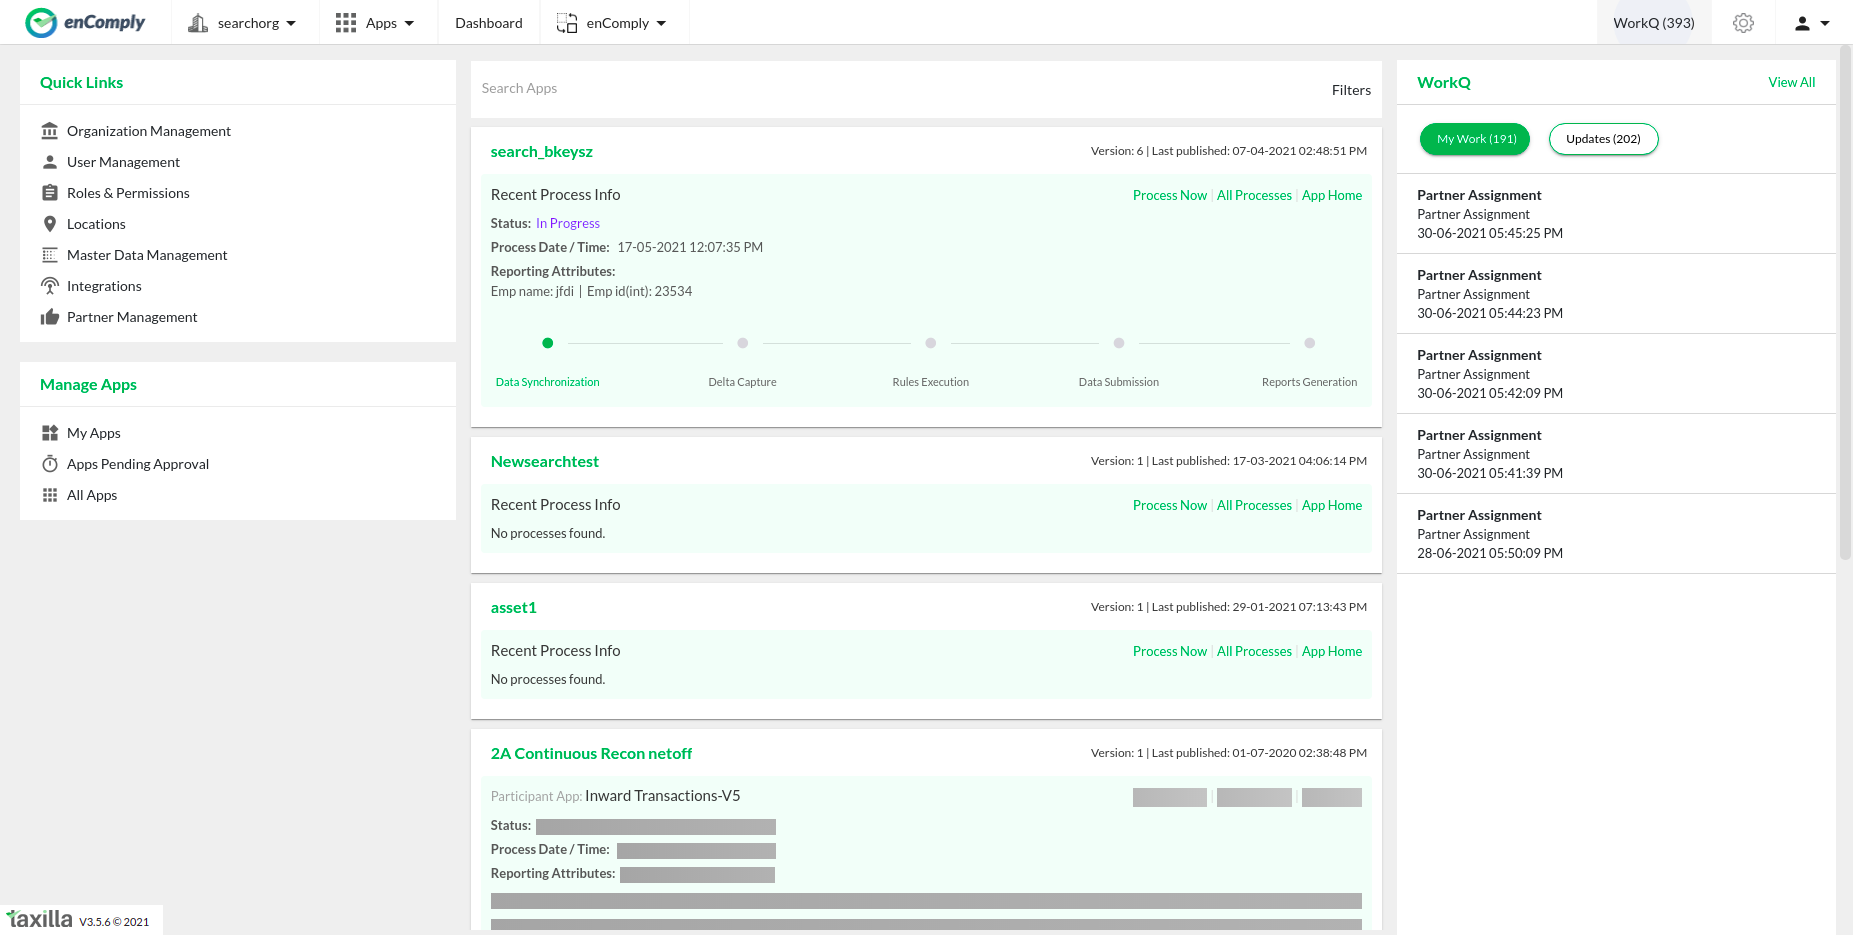 enComply searchorg Apps Dashboard enComply WorkQ (393)
Quick Links
Organization Management
User Management
Roles & Permissions
Locations
Master Data Management
Integrations
Partner Management
Manage Apps
My Apps
Apps Pending Approval
All Apps
Search Apps Filters
search_bkeysz Version: 6 | Last published: 07-04-2021 02:48:51 PM
Recent Process Info Process Now | All Processes | App Home
Status: In Progress
Process Date / Time: 17-05-2021 12:07:35 PM
Reporting Attributes:
Emp name: jfdi | Emp id(int): 23534
Data Synchronization Delta Capture Rules Execution Data Submission Reports Generation
Newsearchtest Version: 1 | Last published: 17-03-2021 04:06:14 PM
Recent Process Info Process Now | All Processes | App Home
No processes found.
asset1 Version: 1 | Last published: 29-01-2021 07:13:43 PM
Recent Process Info Process Now | All Processes | App Home
No processes found.
2A Continuous Recon netoff Version: 1 | Last published: 01-07-2020 02:38:48 PM
Participant App: Inward Transactions-V5
Status:
Process Date / Time:
Reporting Attributes:
WorkQ View All
My Work (191) Updates (202)
Partner Assignment
Partner Assignment
30-06-2021 05:45:25 PM
Partner Assignment
Partner Assignment
30-06-2021 05:44:23 PM
Partner Assignment
Partner Assignment
30-06-2021 05:42:09 PM
Partner Assignment
Partner Assignment
30-06-2021 05:41:39 PM
Partner Assignment
Partner Assignment
28-06-2021 05:50:09 PM
taxilla V3.5.6 © 2021